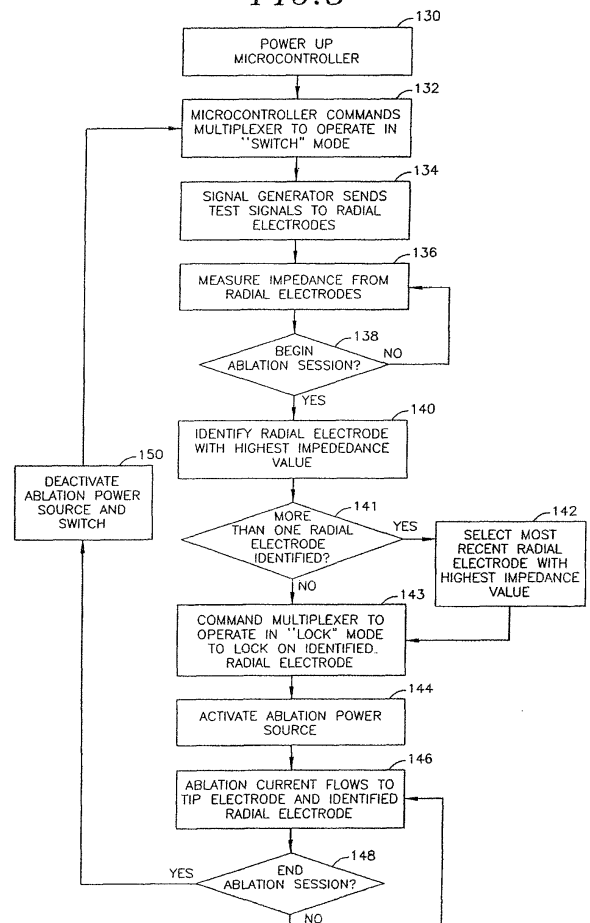 130
POWER UP
MICROCONTROLLER
132
MICROCONTROLLER COMMANDS
MULTIPLEXER TO OPERATE IN
"SWITCH" MODE
134
SIGNAL GENERATOR SENDS
TEST SIGNALS TO RADIAL
ELECTRODES
136
MEASURE IMPEDANCE FROM
RADIAL ELECTRODES
138
BEGIN
ABLATION SESSION?
NO
YES
140
IDENTIFY RADIAL ELECTRODE
WITH HIGHEST IMPEDEDANCE
VALUE
150
DEACTIVATE
ABLATION POWER
SOURCE AND
SWITCH
141
MORE
THAN ONE RADIAL
ELECTRODE
IDENTIFIED?
YES
NO
142
SELECT MOST
RECENT RADIAL
ELECTRODE WITH
HIGHEST IMPEDANCE
VALUE
143
COMMAND MULTIPLEXER TO
OPERATE IN "LOCK" MODE
TO LOCK ON IDENTIFIED
RADIAL ELECTRODE
144
ACTIVATE ABLATION POWER
SOURCE
146
ABLATION CURRENT FLOWS TO
TIP ELECTRODE AND IDENTIFIED
RADIAL ELECTRODE
148
END
ABLATION SESSION?
YES
NO